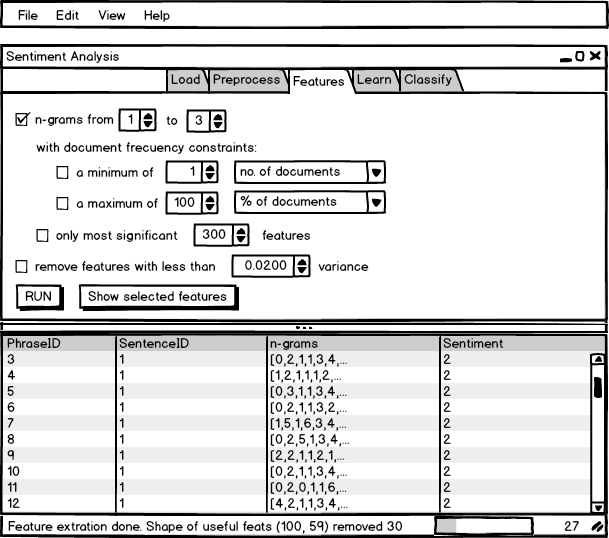 File Edit View Help
Sentiment Analysis
Load Preprocess Features Learn Classify
n-grams from 1 to 3
with document frecuency constraints:
a minimum of 1 no. of documents
a maximum of 100 % of documents
only most significant 300 features
remove features with less than 0.0200 variance
RUN Show selected features
PhraseID SentenceID n-grams Sentiment
3 1 [0,2,1,1,3,4,... 2
4 1 [1,2,1,1,1,2,... 2
5 1 [0,3,1,1,3,4,... 2
6 1 [0,2,1,1,3,2,... 2
7 1 [1,5,1,6,3,4,... 2
8 1 [0,2,5,1,3,4,... 2
9 1 [2,2,1,1,2,1,... 2
10 1 [0,2,1,1,3,4,... 2
11 1 [0,2,0,1,1,6,... 2
12 1 [4,2,1,1,3,4,... 2
Feature extration done. Shape of useful feats (100, 59) removed 30 27